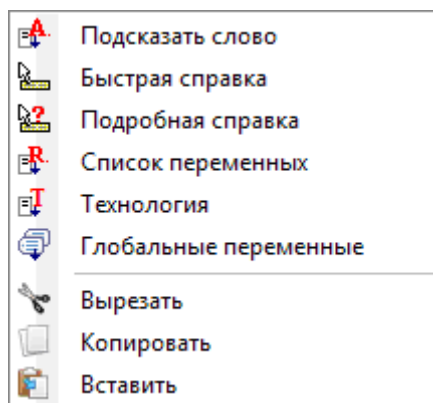 Подсказать слово
Быстрая справка
Подробная справка
Список переменных
Технология
Глобальные переменные
Вырезать
Копировать
Вставить